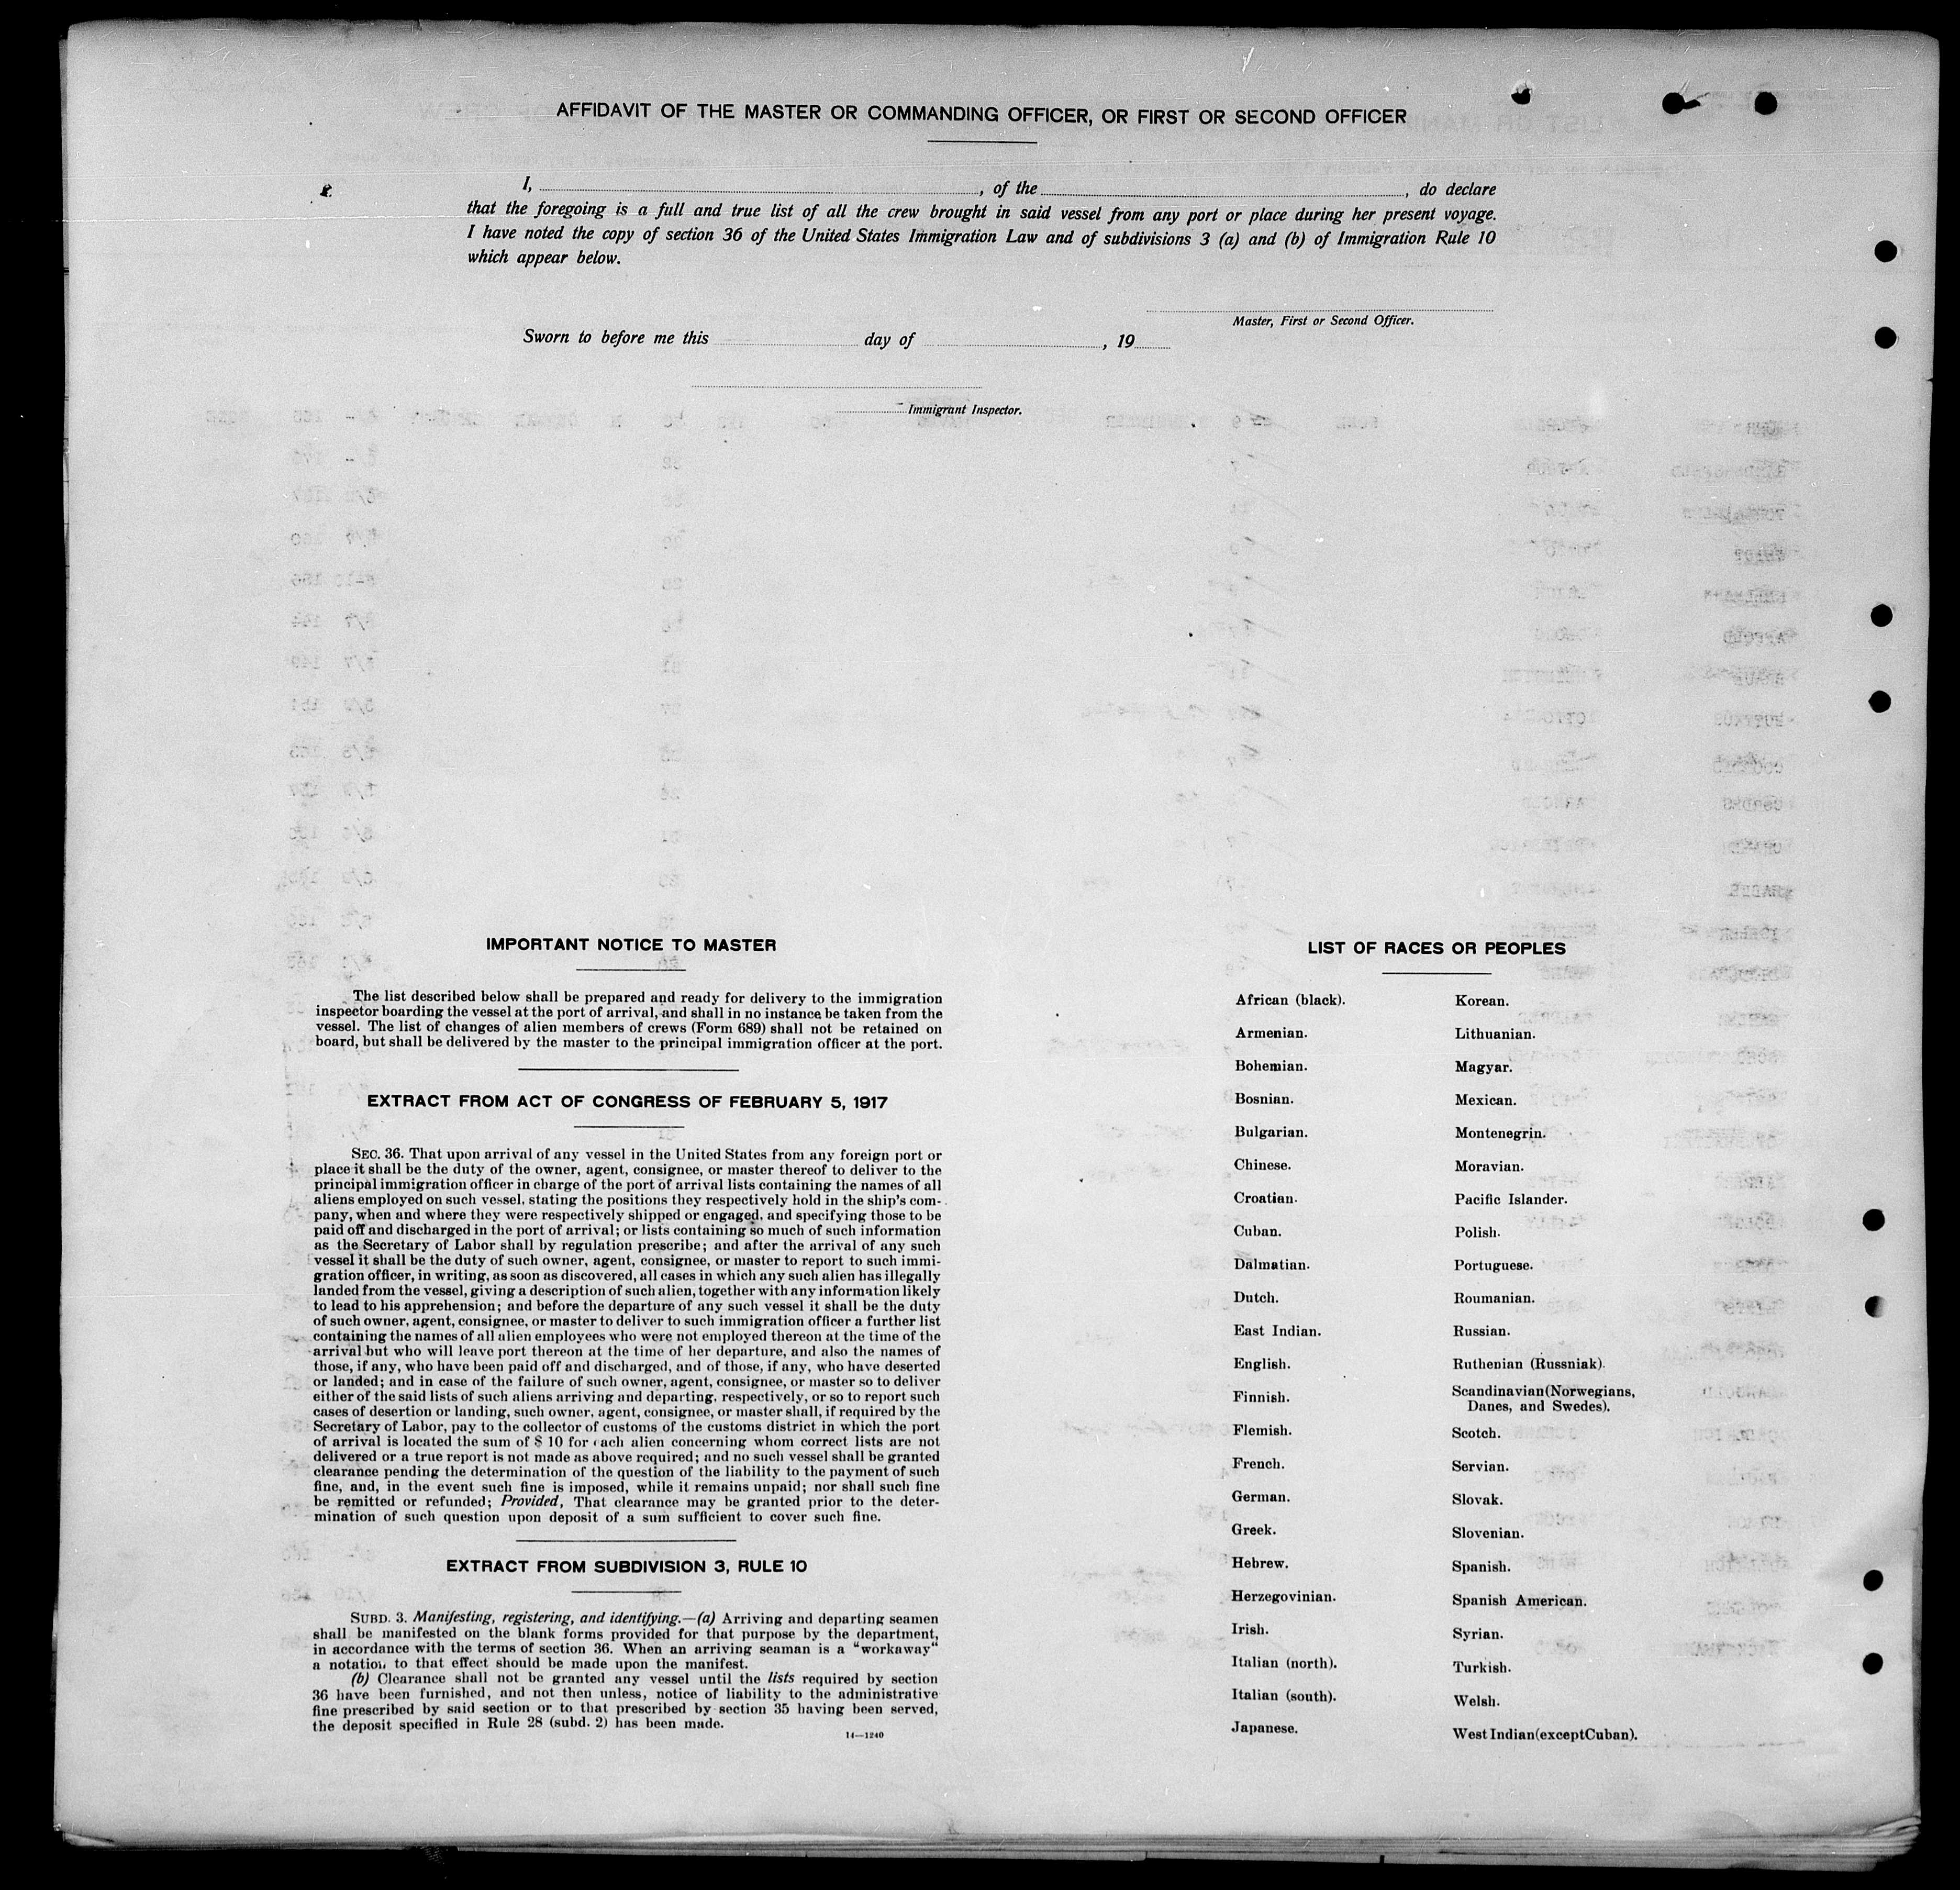 AFFIDAVIT OF THE MASTER OR COMMANDING OFFICER, OR FIRST OR SECOND OFFICER
I, , of the , do declare
that the foregoing is a full and true list of all the crew brought in said vessel from any port or place during her present voyage.
I have noted the copy of section 36 of the United States Immigration Law and of subdivisions 3 (a) and (b) of Immigration Rule 10
which appear below.
Master, First or Second Officer.
Sworn to before me this day of , 19
Immigrant Inspector.
IMPORTANT NOTICE TO MASTER
The list described below shall be prepared and ready for delivery to the immigration
inspector boarding the vessel at the port of arrival, and shall in no instance be taken from the
vessel. The list of changes of alien members of crews (Form 689) shall not be retained on
board, but shall be delivered by the master to the principal immigration officer at the port.
EXTRACT FROM ACT OF CONGRESS OF FEBRUARY 5, 1917
SEC. 36. That upon arrival of any vessel in the United States from any foreign port or
place it shall be the duty of the owner, agent, consignee, or master thereof to deliver to the
principal immigration officer in charge of the port of arrival lists containing the names of all
aliens employed on such vessel, stating the positions they respectively hold in the ship's com-
pany, when and where they were respectively shipped or engaged, and specifying those to be
paid off and discharged in the port of arrival; or lists containing so much of such information
as the Secretary of Labor shall by regulation prescribe; and after the arrival of any such
vessel it shall be the duty of such owner, agent, consignee, or master to report to such immi-
gration officer, in writing, as soon as discovered, all cases in which any such alien has illegally
landed from the vessel, giving a description of such alien, together with any information likely
to lead to his apprehension; and before the departure of any such vessel it shall be the duty
of such owner, agent, consignee, or master to deliver to such immigration officer a further list
containing the names of all alien employees who were not employed thereon at the time of the
arrival but who will leave port thereon at the time of her departure, and also the names of
those, if any, who have been paid off and discharged, and of those, if any, who have deserted
or landed; and in case of the failure of such owner, agent, consignee, or master so to deliver
either of the said lists of such aliens arriving and departing, respectively, or so to report such
cases of desertion or landing, such owner, agent, consignee, or master shall, if required by the
Secretary of Labor, pay to the collector of customs of the customs district in which the port
of arrival is located the sum of $ 10 for each alien concerning whom correct lists are not
delivered or a true report is not made as above required; and no such vessel shall be granted
clearance pending the determination of the question of the liability to the payment of such
fine, and, in the event such fine is imposed, while it remains unpaid; nor shall such fine
be remitted or refunded; Provided, That clearance may be granted prior to the deter-
mination of such question upon deposit of a sum sufficient to cover such fine.
EXTRACT FROM SUBDIVISION 3, RULE 10
SUBD. 3. Manifesting, registering, and identifying.—(a) Arriving and departing seamen
shall be manifested on the blank forms provided for that purpose by the department,
in accordance with the terms of section 36. When an arriving seaman is a "workaway"
a notation to that effect should be made upon the manifest.
(b) Clearance shall not be granted any vessel until the lists required by section
36 have been furnished, and not then unless, notice of liability to the administrative
fine prescribed by said section or to that prescribed by section 35 having been served,
the deposit specified in Rule 28 (subd. 2) has been made.
14—1240
LIST OF RACES OR PEOPLES
African (black).
Armenian.
Bohemian.
Bosnian.
Bulgarian.
Chinese.
Croatian.
Cuban.
Dalmatian.
Dutch.
East Indian.
English.
Finnish.
Flemish.
French.
German.
Greek.
Hebrew.
Herzegovinian.
Irish.
Italian (north).
Italian (south).
Japanese.
Korean.
Lithuanian.
Magyar.
Mexican.
Montenegrin.
Moravian.
Pacific Islander.
Polish.
Portuguese.
Roumanian.
Russian.
Ruthenian (Russniak).
Scandinavian (Norwegians,
Danes, and Swedes).
Scotch.
Servian.
Slovak.
Slovenian.
Spanish.
Spanish American.
Syrian.
Turkish.
Welsh.
West Indian (except Cuban).